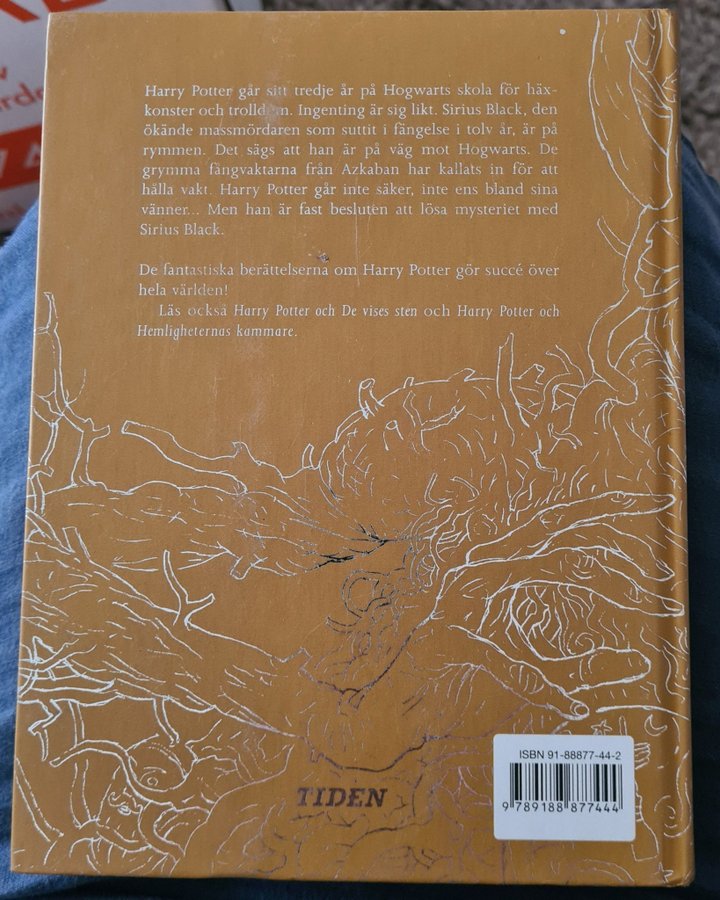 Harry Potter går sitt tredje år på Hogwarts skola för häx-
konster och trolldom. Ingenting är sig likt. Sirius Black, den
ökände massmördaren som suttit i fängelse i tolv år, är på
rymmen. Det sägs att han är på väg mot Hogwarts. De
grymma fångvaktarna från Azkaban har kallats in för att
hålla vakt. Harry Potter går inte säker, inte ens bland sina
vänner... Men han är fast besluten att lösa mysteriet med
Sirius Black.
De fantastiska berättelserna om Harry Potter gör succé över
hela världen!
Läs också Harry Potter och De vises sten och Harry Potter och
Hemligheternas kammare.
ISBN 91-88877-44-2
9 789188 877444
TIDEN